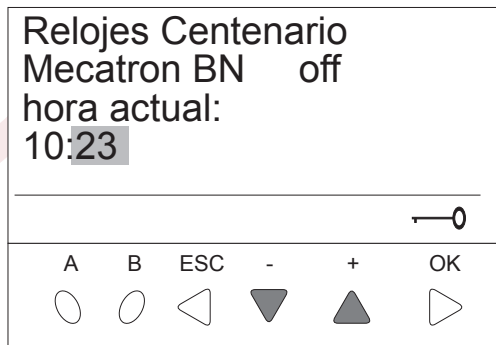 Relojes Centenario
Mecatron BN off
hora actual:
10:23
A B ESC - + OK